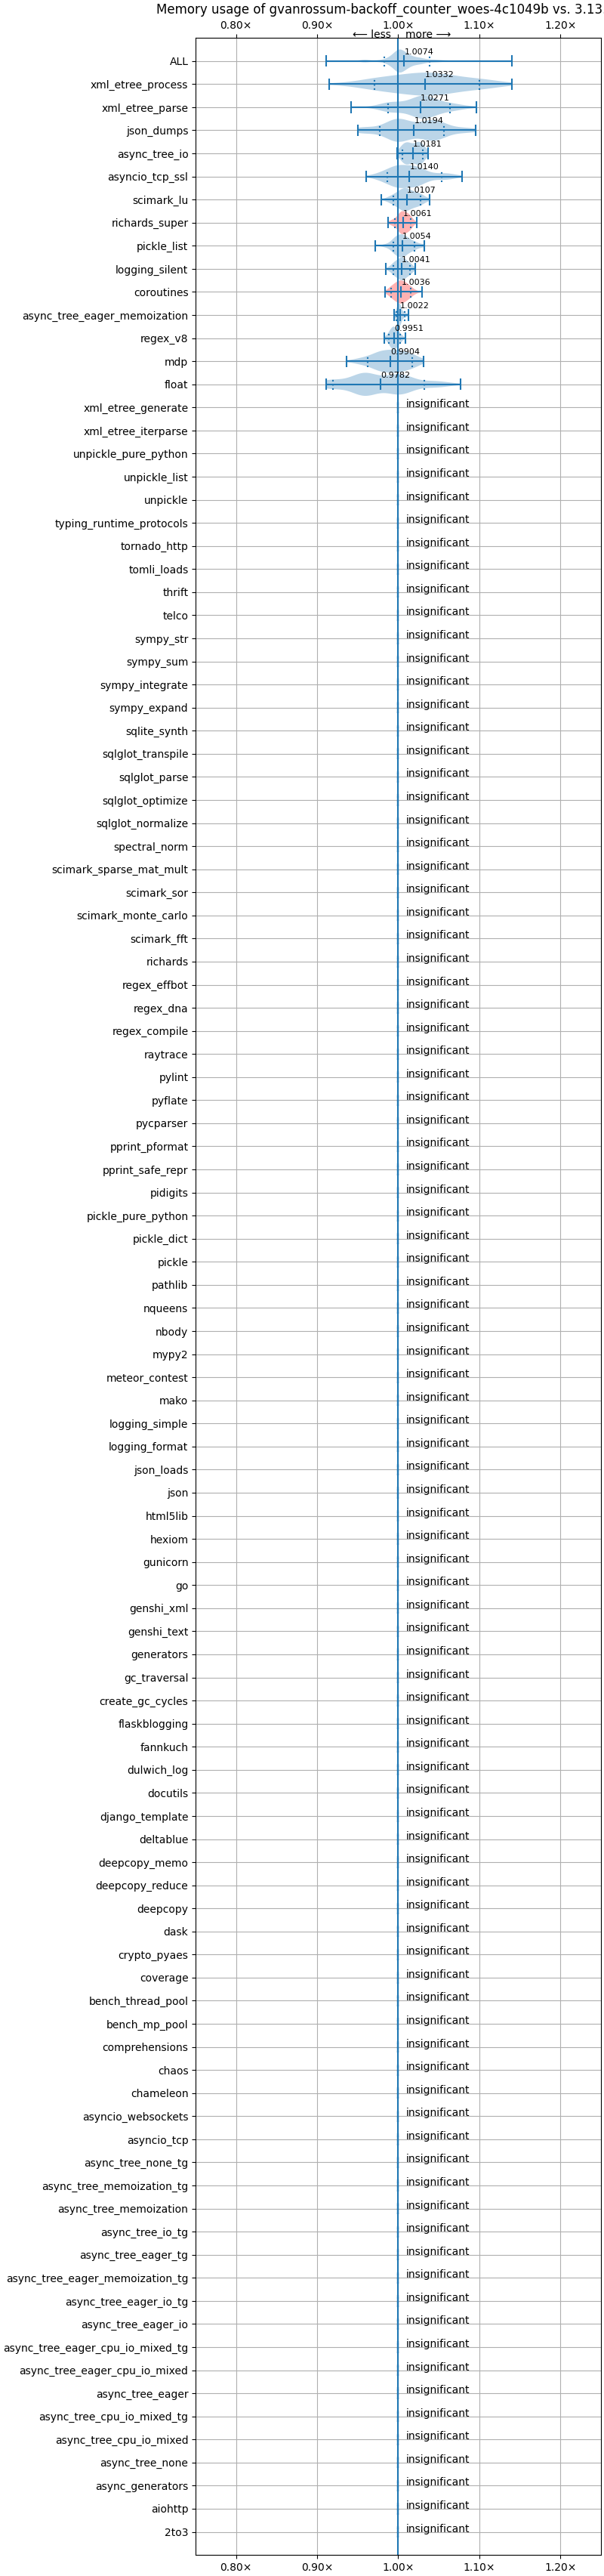 Memory usage of gvanrossum-backoff_counter_woes-4c1049b vs. 3.13
0.80× 0.90× 1.00× 1.10× 1.20×
⟵ less more ⟶
ALL 1.0074
xml_etree_process 1.0332
xml_etree_parse 1.0271
json_dumps 1.0194
async_tree_io 1.0181
asyncio_tcp_ssl 1.0140
scimark_lu 1.0107
richards_super 1.0061
pickle_list 1.0054
logging_silent 1.0041
coroutines 1.0036
async_tree_eager_memoization 1.0022
regex_v8 0.9951
mdp 0.9904
float 0.9782
xml_etree_generate insignificant
xml_etree_iterparse insignificant
unpickle_pure_python insignificant
unpickle_list insignificant
unpickle insignificant
typing_runtime_protocols insignificant
tornado_http insignificant
tomli_loads insignificant
thrift insignificant
telco insignificant
sympy_str insignificant
sympy_sum insignificant
sympy_integrate insignificant
sympy_expand insignificant
sqlite_synth insignificant
sqlglot_transpile insignificant
sqlglot_parse insignificant
sqlglot_optimize insignificant
sqlglot_normalize insignificant
spectral_norm insignificant
scimark_sparse_mat_mult insignificant
scimark_sor insignificant
scimark_monte_carlo insignificant
scimark_fft insignificant
richards insignificant
regex_effbot insignificant
regex_dna insignificant
regex_compile insignificant
raytrace insignificant
pylint insignificant
pyflate insignificant
pycparser insignificant
pprint_pformat insignificant
pprint_safe_repr insignificant
pidigits insignificant
pickle_pure_python insignificant
pickle_dict insignificant
pickle insignificant
pathlib insignificant
nqueens insignificant
nbody insignificant
mypy2 insignificant
meteor_contest insignificant
mako insignificant
logging_simple insignificant
logging_format insignificant
json_loads insignificant
json insignificant
html5lib insignificant
hexiom insignificant
gunicorn insignificant
go insignificant
genshi_xml insignificant
genshi_text insignificant
generators insignificant
gc_traversal insignificant
create_gc_cycles insignificant
flaskblogging insignificant
fannkuch insignificant
dulwich_log insignificant
docutils insignificant
django_template insignificant
deltablue insignificant
deepcopy_memo insignificant
deepcopy_reduce insignificant
deepcopy insignificant
dask insignificant
crypto_pyaes insignificant
coverage insignificant
bench_thread_pool insignificant
bench_mp_pool insignificant
comprehensions insignificant
chaos insignificant
chameleon insignificant
asyncio_websockets insignificant
asyncio_tcp insignificant
async_tree_none_tg insignificant
async_tree_memoization_tg insignificant
async_tree_memoization insignificant
async_tree_io_tg insignificant
async_tree_eager_tg insignificant
async_tree_eager_memoization_tg insignificant
async_tree_eager_io_tg insignificant
async_tree_eager_io insignificant
async_tree_eager_cpu_io_mixed_tg insignificant
async_tree_eager_cpu_io_mixed insignificant
async_tree_eager insignificant
async_tree_cpu_io_mixed_tg insignificant
async_tree_cpu_io_mixed insignificant
async_tree_none insignificant
async_generators insignificant
aiohttp insignificant
2to3 insignificant
0.80× 0.90× 1.00× 1.10× 1.20×